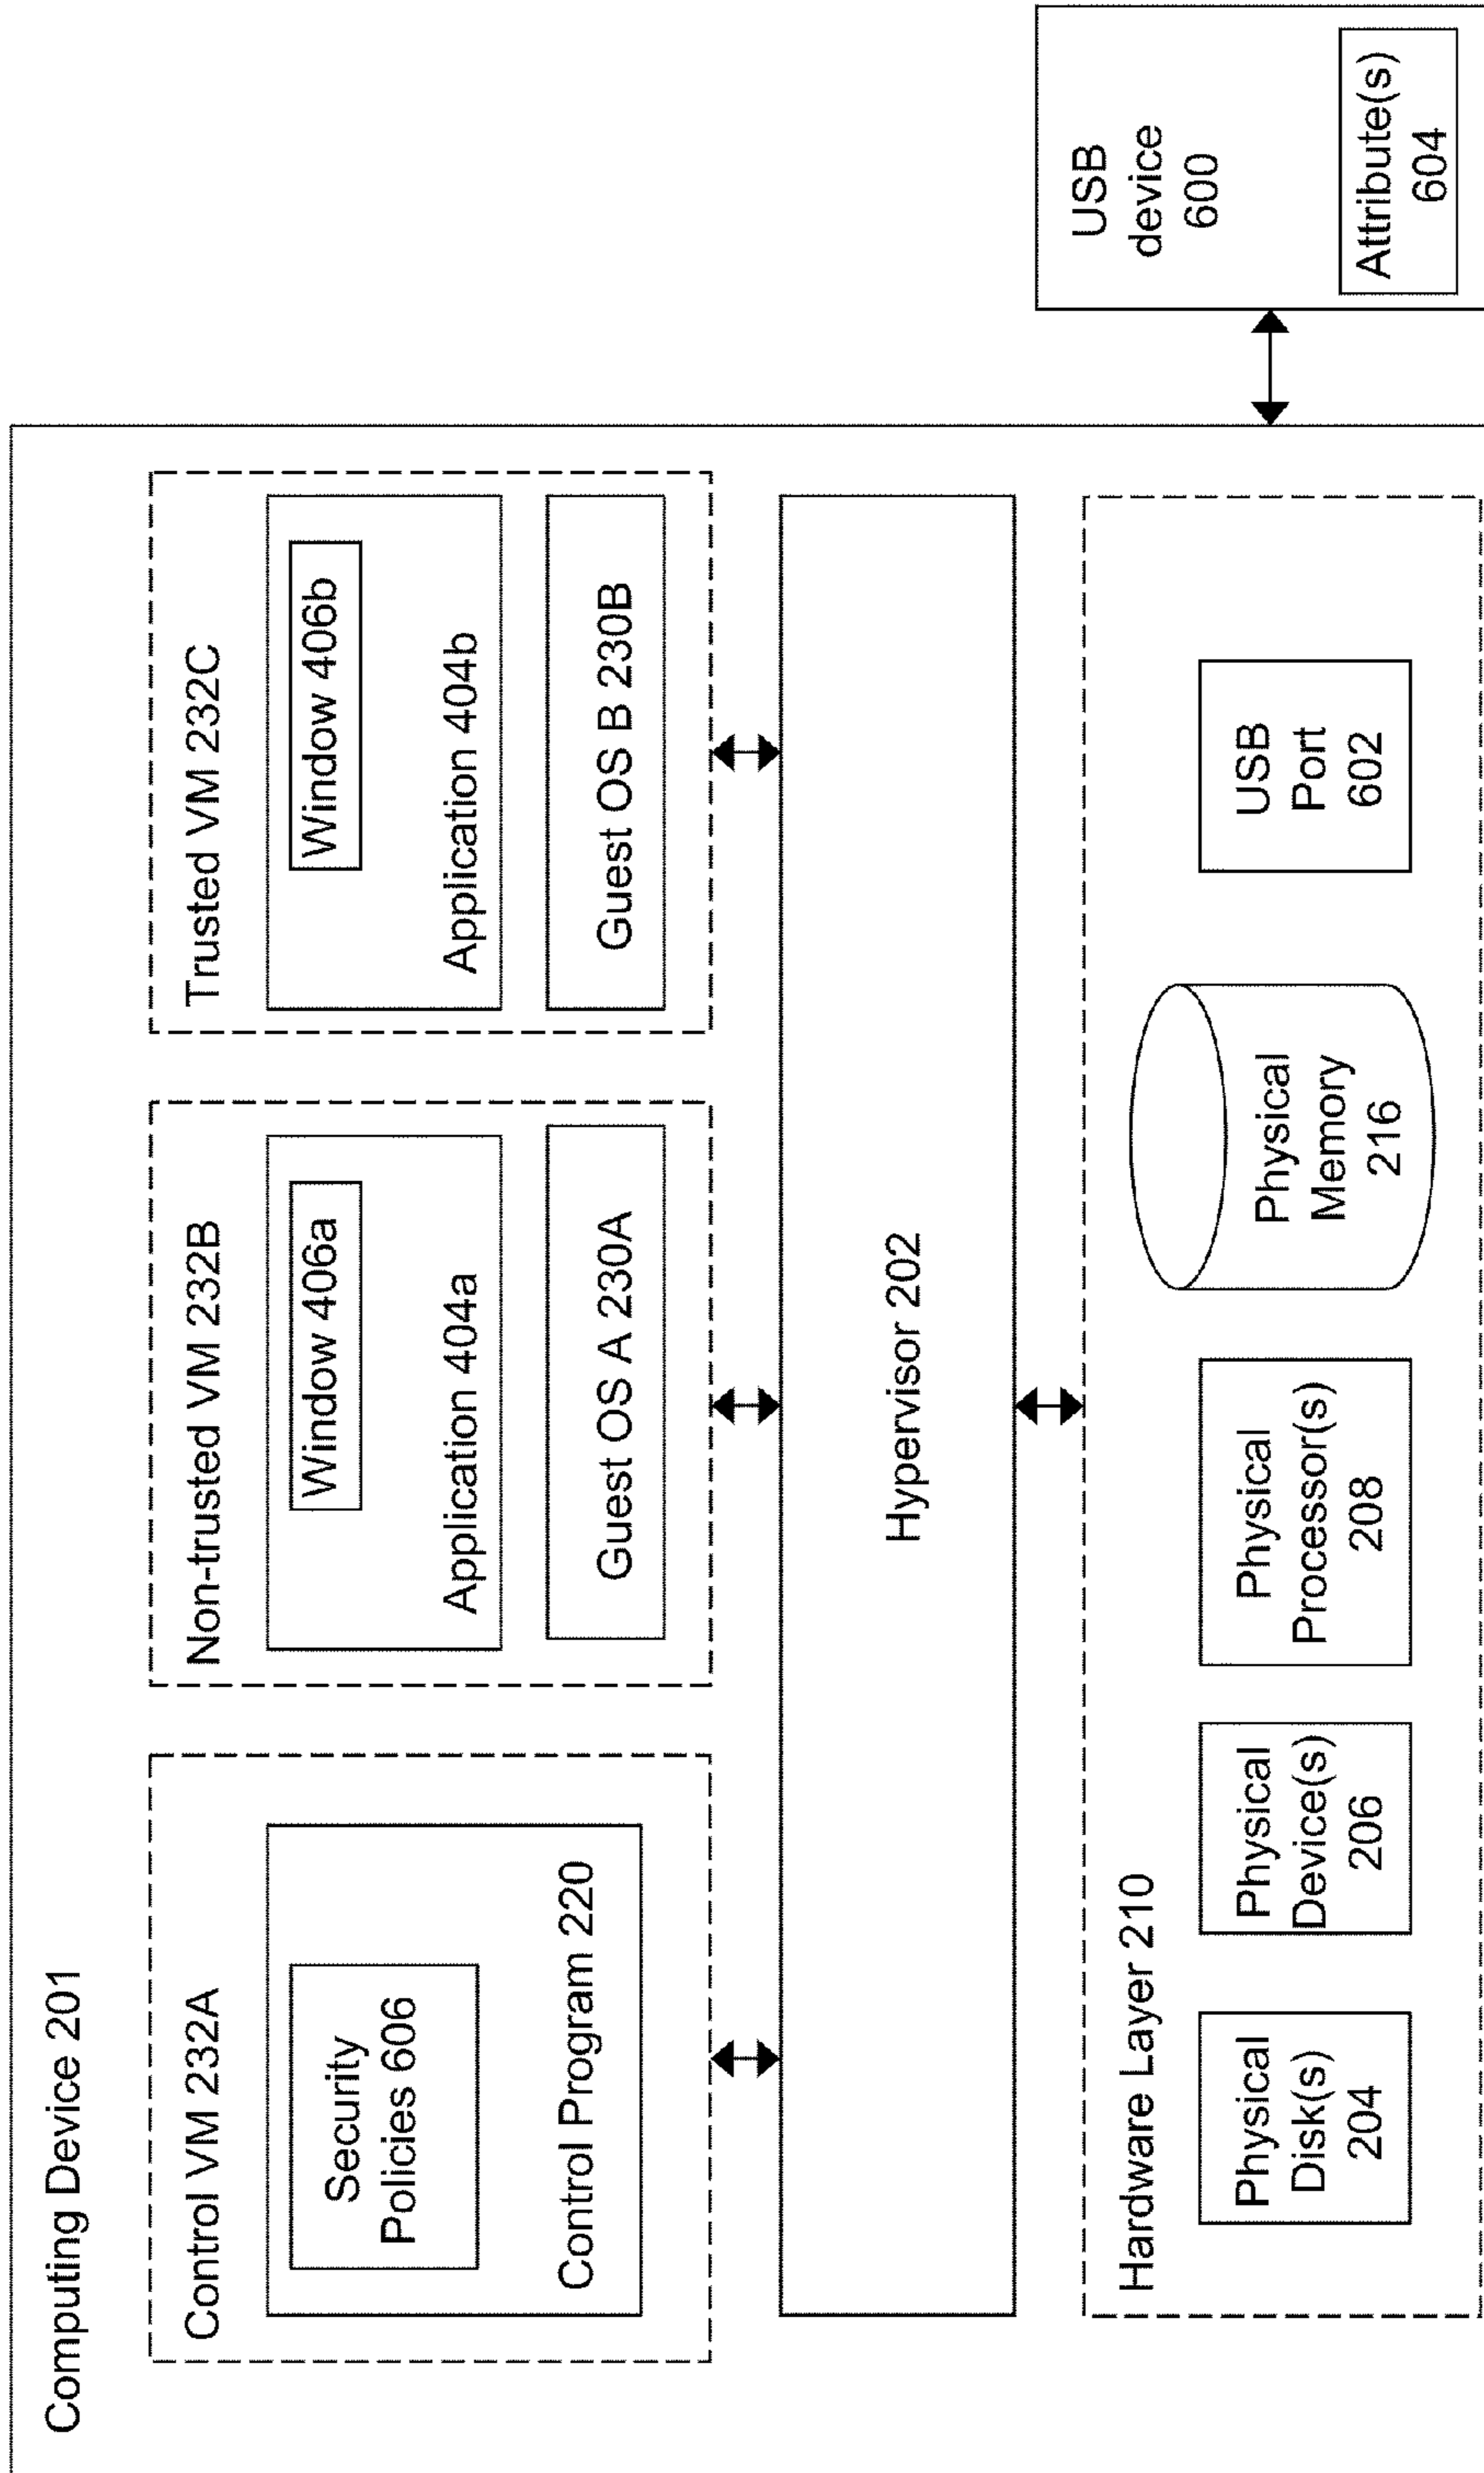 Computing Device 201
Control VM 232A
Security
Policies 606
Control Program 220
Non-trusted VM 232B
Window 406a
Application 404a
Guest OS A 230A
Trusted VM 232C
Window 406b
Application 404b
Guest OS B 230B
Hypervisor 202
Hardware Layer 210
Physical
Disk(s)
204
Physical
Device(s)
206
Physical
Processor(s)
208
Physical
Memory
216
USB
Port
602
USB
device
600
Attribute(s)
604